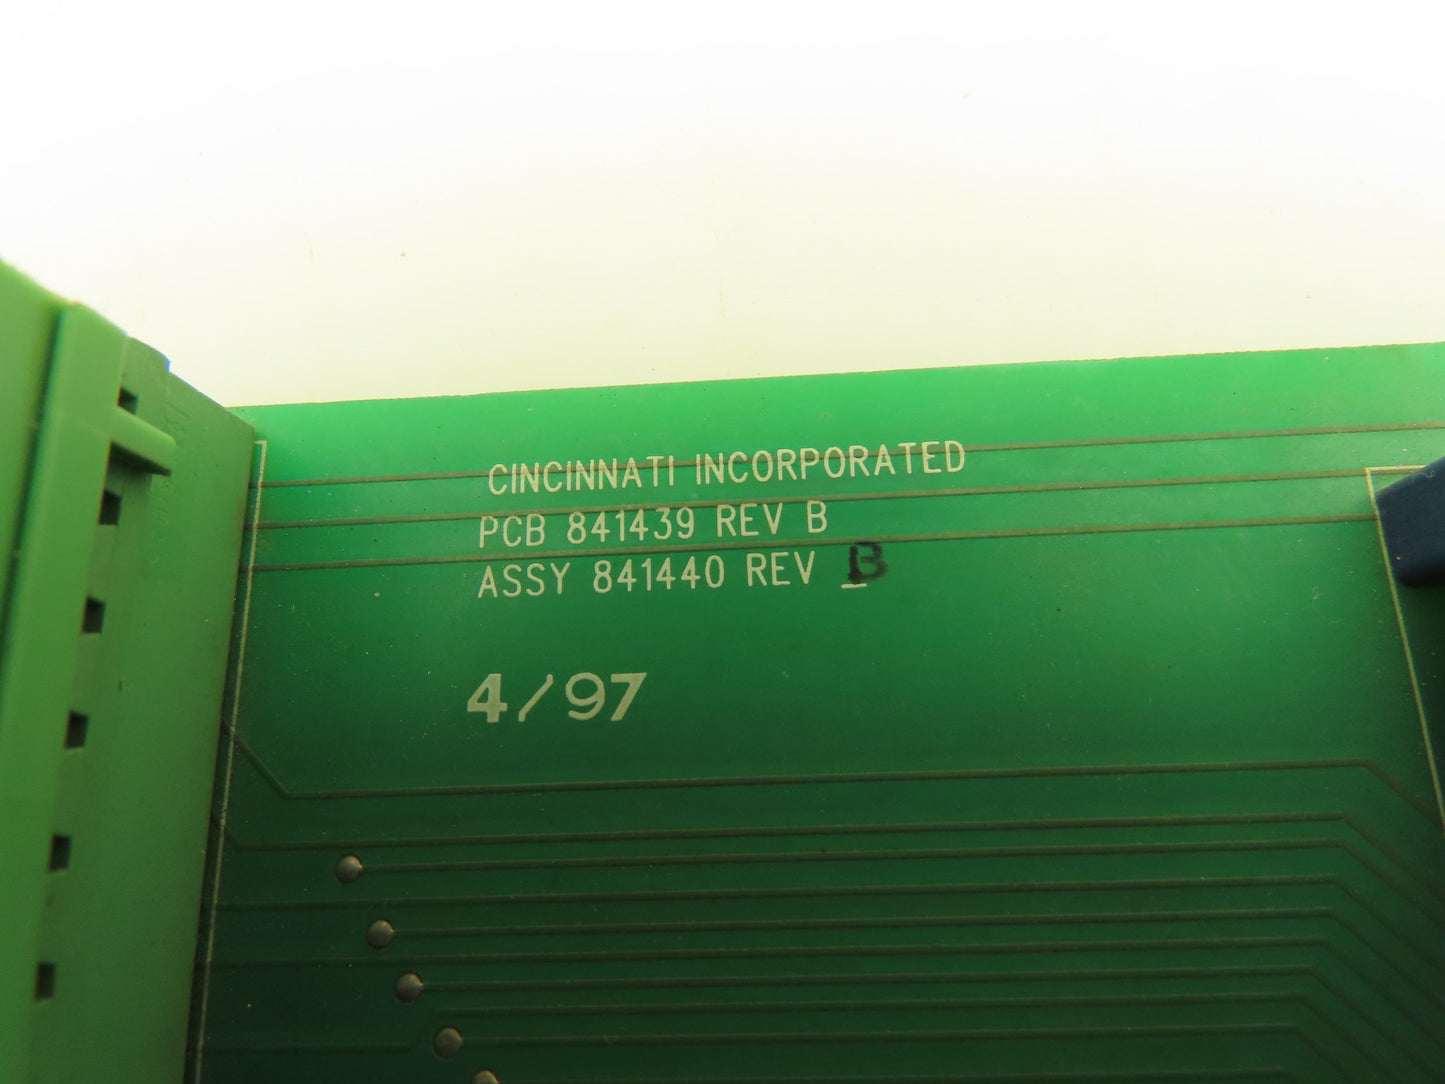 CINCINNATI INCORPORATED
PCB 841439 REV B
ASSY 841440 REV B
4/97